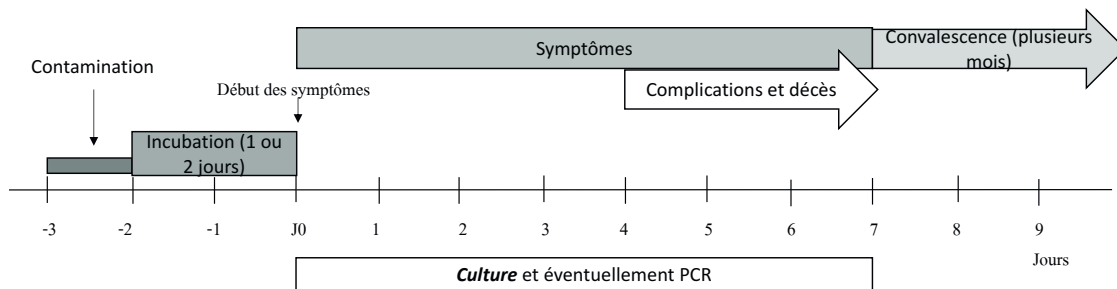 Symptômes
Convalescence (plusieurs
mois)
Contamination
Complications et décès
Début des symptômes
Incubation (1 ou
2 jours)
-3 -2 -1 J0 1 2 3 4 5 6 7 8 9
Jours
Culture et éventuellement PCR